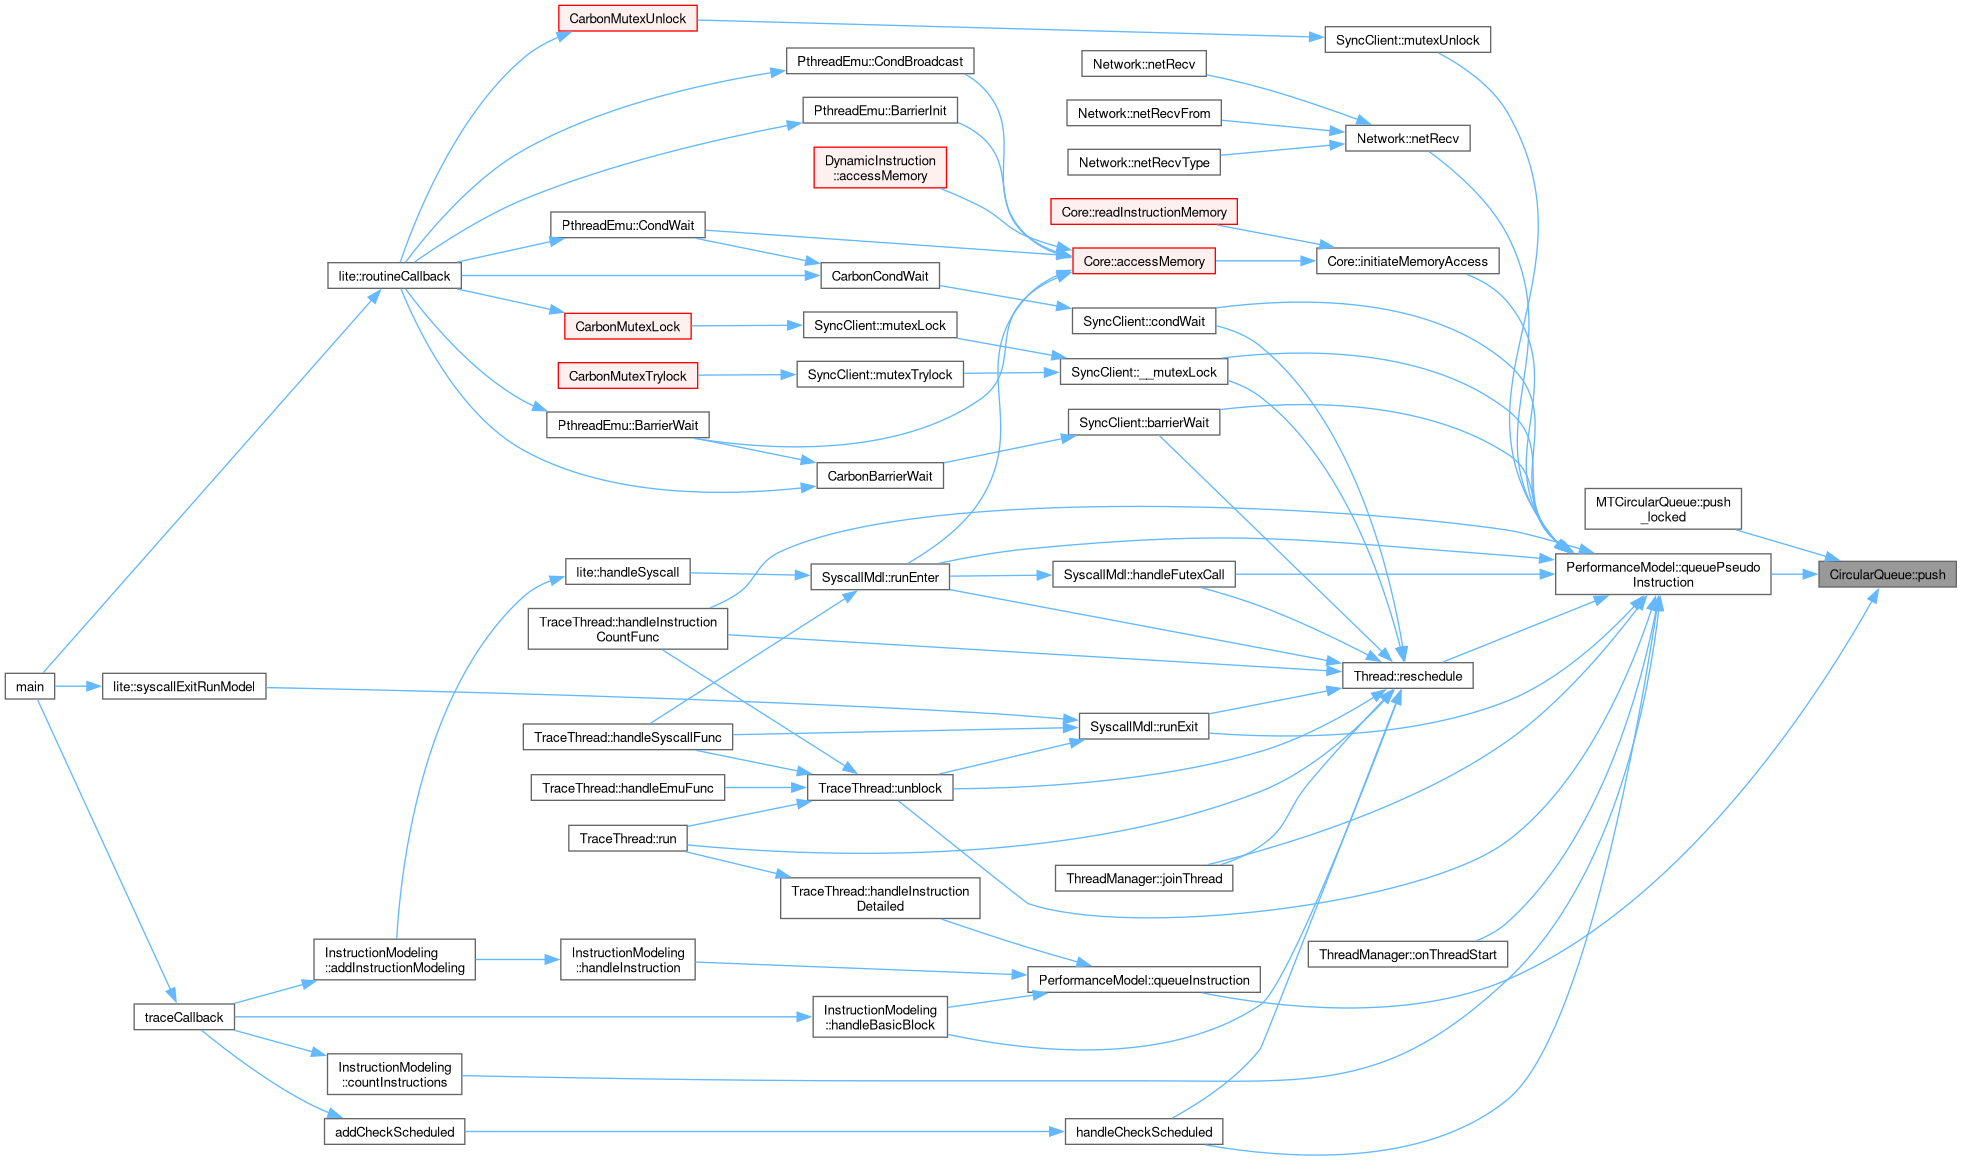 CarbonMutexUnlock
SyncClient::mutexUnlock
PthreadEmu::CondBroadcast
Network::netRecv
PthreadEmu::BarrierInit
Network::netRecvFrom
Network::netRecv
DynamicInstruction
::accessMemory
Network::netRecvType
Core::readInstructionMemory
PthreadEmu::CondWait
lite::routineCallback
CarbonCondWait
Core::accessMemory
Core::initiateMemoryAccess
CarbonMutexLock
SyncClient::mutexLock
SyncClient::condWait
CarbonMutexTrylock
SyncClient::mutexTrylock
SyncClient::__mutexLock
PthreadEmu::BarrierWait
SyncClient::barrierWait
CarbonBarrierWait
MTCircularQueue::push
_locked
lite::handleSyscall
SyscallMdl::runEnter
SyscallMdl::handleFutexCall
PerformanceModel::queuePseudo
Instruction
CircularQueue::push
TraceThread::handleInstruction
CountFunc
main
lite::syscallExitRunModel
Thread::reschedule
TraceThread::handleSyscallFunc
SyscallMdl::runExit
TraceThread::handleEmuFunc
TraceThread::unblock
TraceThread::run
TraceThread::handleInstruction
Detailed
ThreadManager::joinThread
InstructionModeling
::addInstructionModeling
InstructionModeling
::handleInstruction
ThreadManager::onThreadStart
PerformanceModel::queueInstruction
traceCallback
InstructionModeling
::handleBasicBlock
InstructionModeling
::countInstructions
addCheckScheduled
handleCheckScheduled